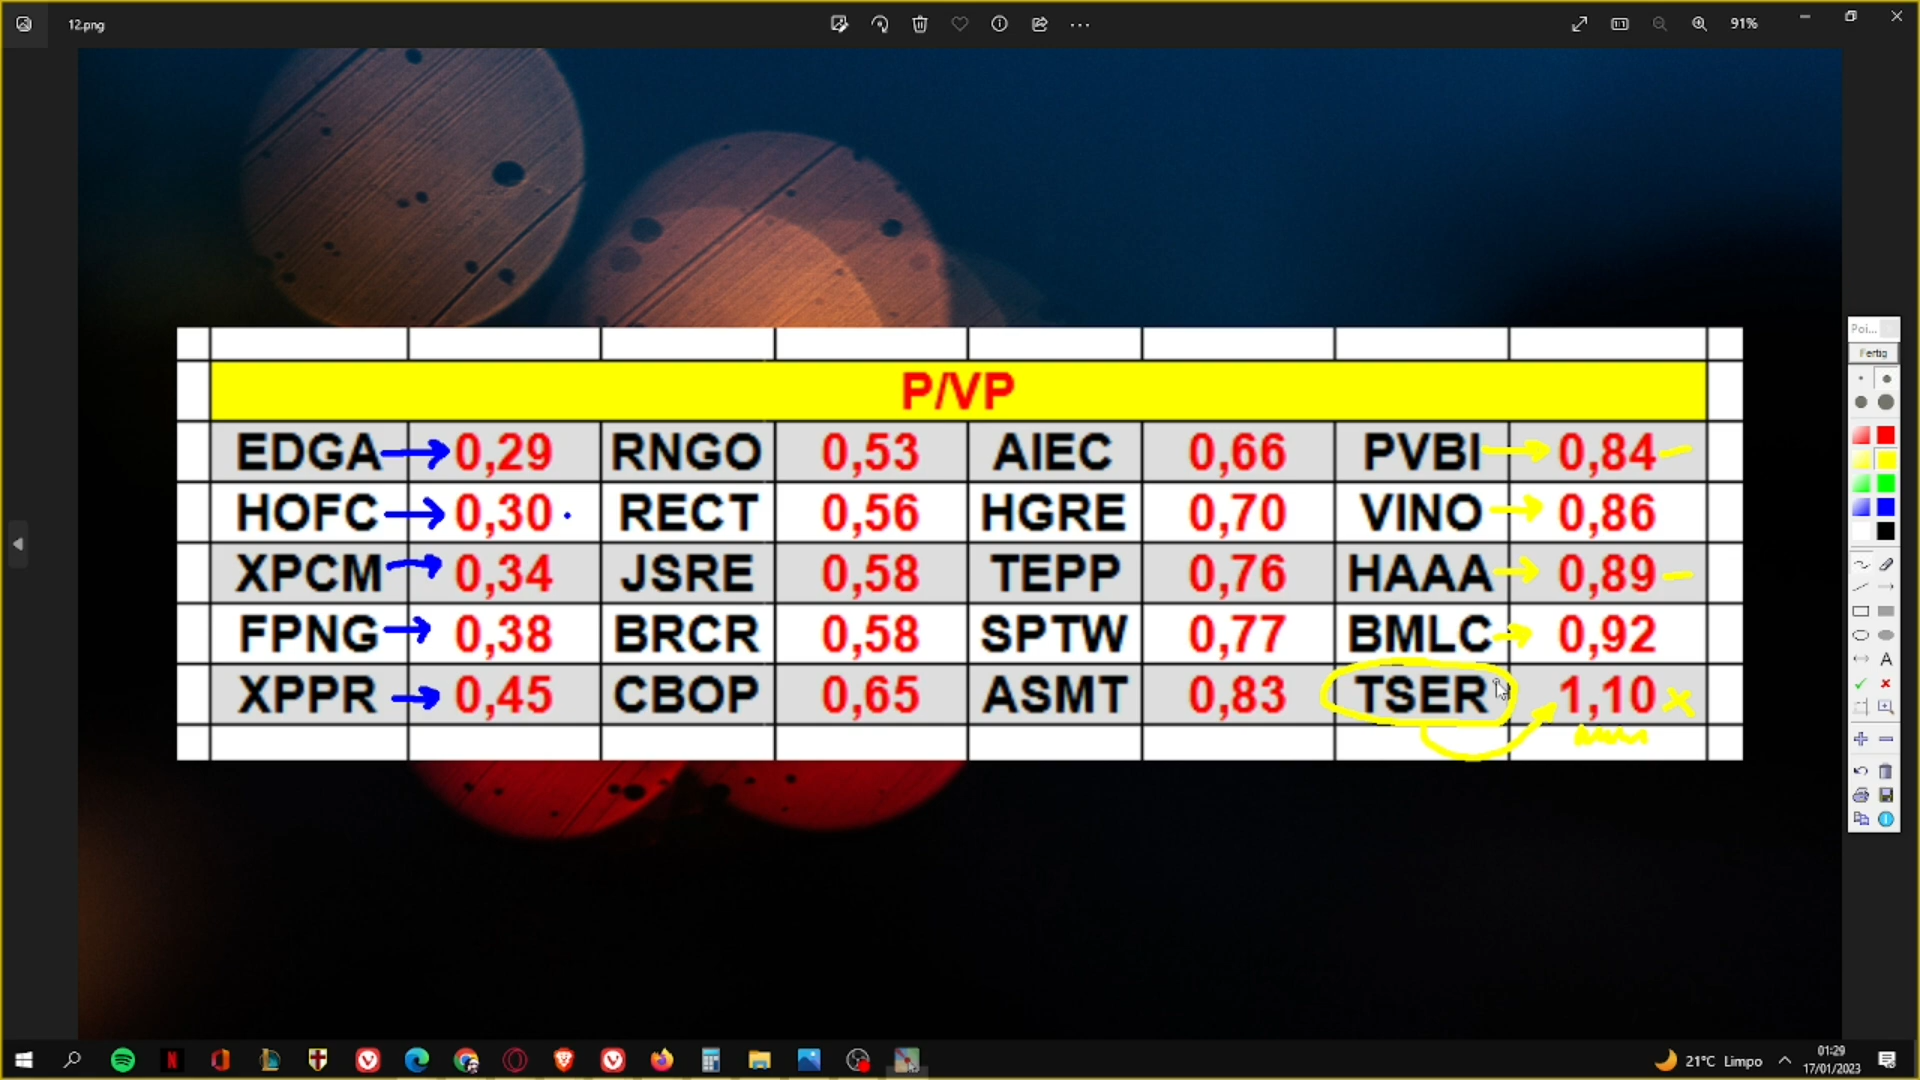 12.png
91%
P/VP
EDGA 0,29 RNGO 0,53 AIEC 0,66 PVBI 0,84
HOFC 0,30 RECT 0,56 HGRE 0,70 VINO 0,86
XPCM 0,34 JSRE 0,58 TEPP 0,76 HAAA 0,89
FPNG 0,38 BRCR 0,58 SPTW 0,77 BMLC 0,92
XPPR 0,45 CBOP 0,65 ASMT 0,83 TSER 1,10
Poi...
Fertig
A
21°C Limpo
01:29
17/01/2023